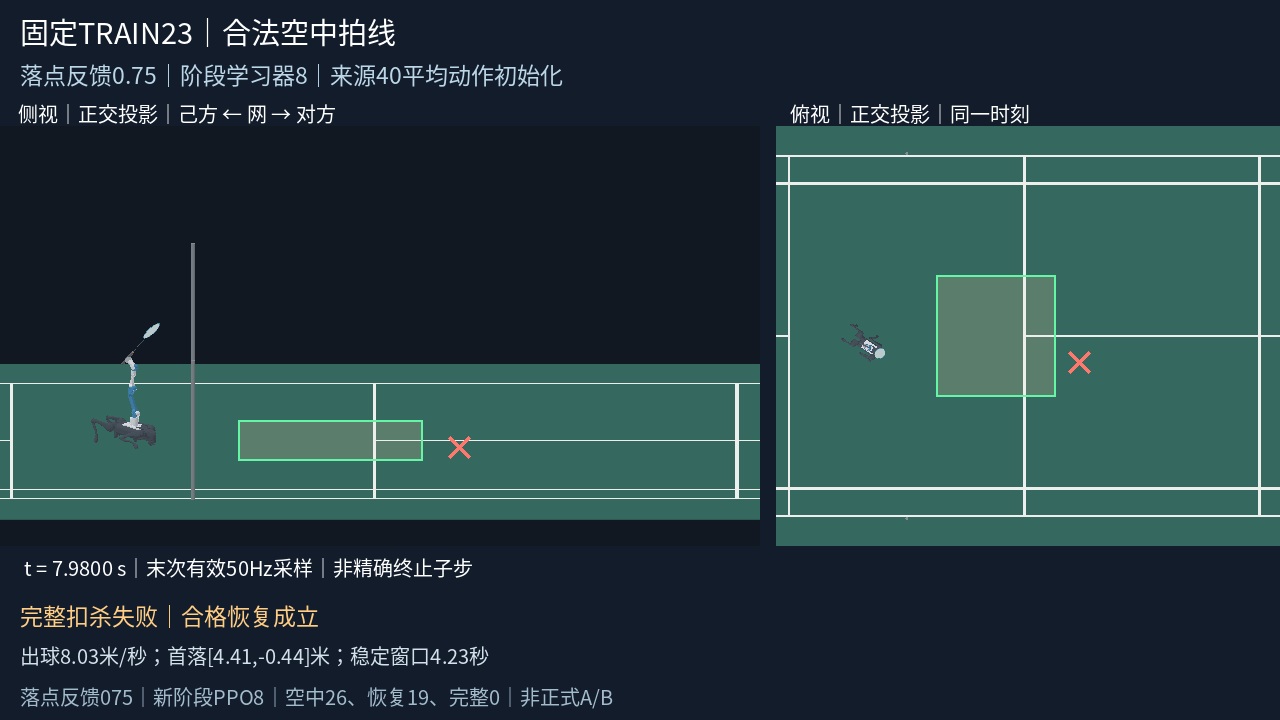 固定TRAIN23｜合法空中拍线
落点反馈0.75｜阶段学习器8｜来源40平均动作初始化
侧视｜正交投影｜己方 ← 网 → 对方
俯视｜正交投影｜同一时刻
t = 7.9800 s｜末次有效50Hz采样｜非精确终止子步
完整扣杀失败｜合格恢复成立
出球8.03米/秒；首落[4.41,-0.44]米；稳定窗口4.23秒
落点反馈075｜新阶段PPO8｜空中26、恢复19、完整0｜非正式A/B